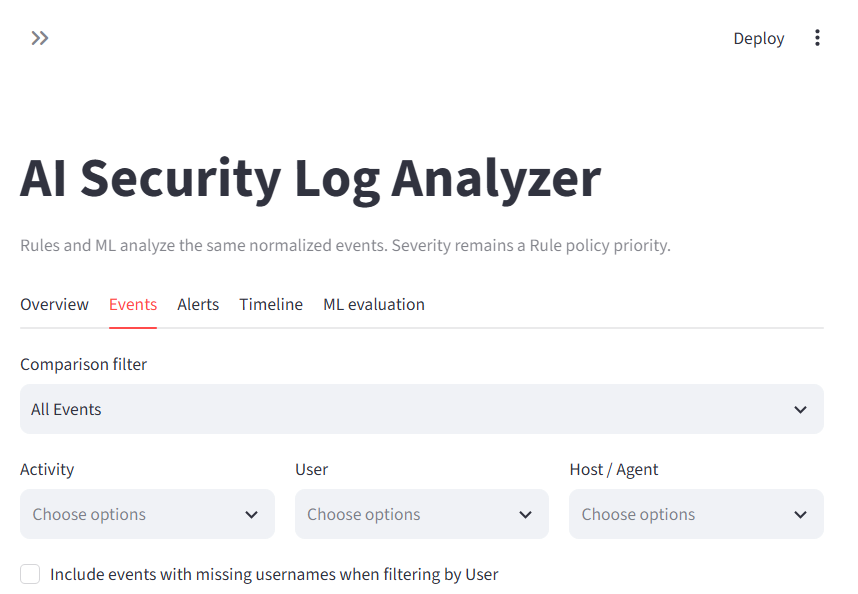 Deploy
AI Security Log Analyzer
Rules and ML analyze the same normalized events. Severity remains a Rule policy priority.
Overview Events Alerts Timeline ML evaluation
Comparison filter
All Events
Activity User Host / Agent
Choose options Choose options Choose options
Include events with missing usernames when filtering by User